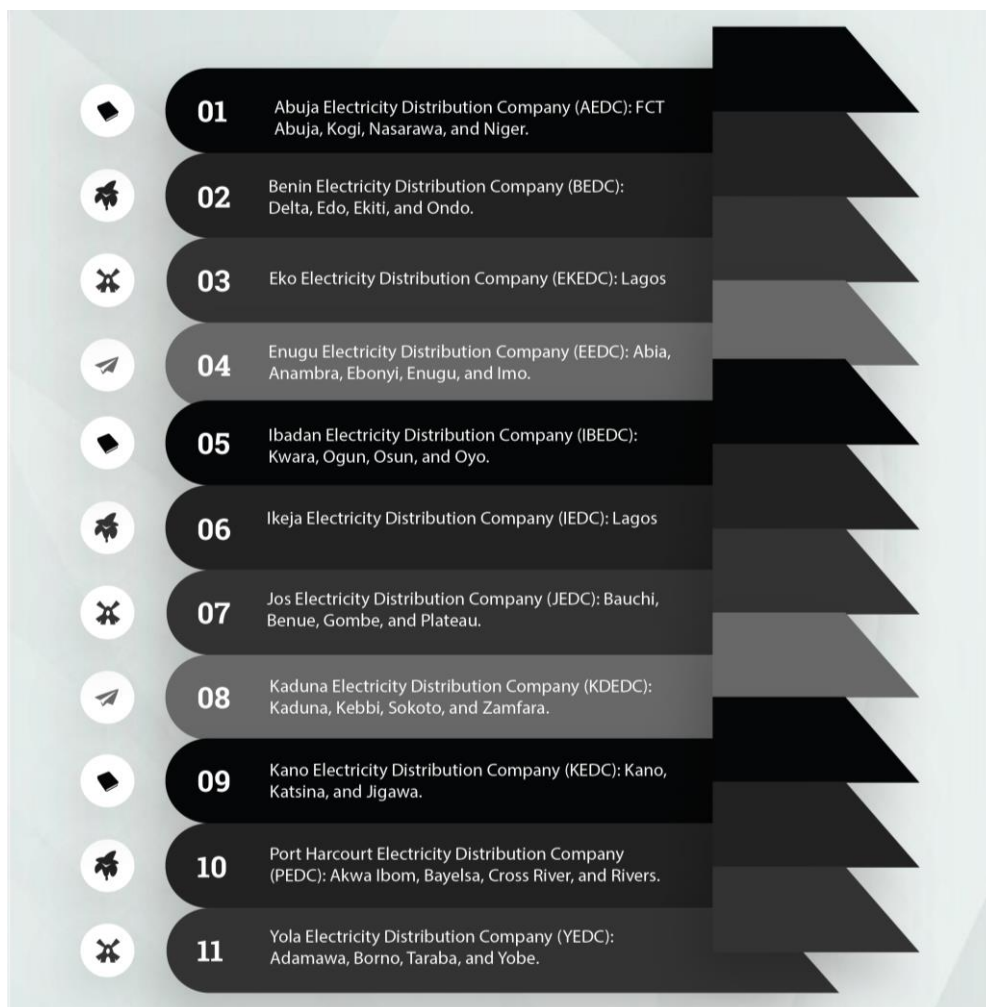 01
Abuja Electricity Distribution Company (AEDC): FCT
Abuja, Kogi, Nasarawa, and Niger.
02
Benin Electricity Distribution Company (BEDC):
Delta, Edo, Ekiti, and Ondo.
03
Eko Electricity Distribution Company (EKEDC): Lagos
04
Enugu Electricity Distribution Company (EEDC): Abia,
Anambra, Ebonyi, Enugu, and Imo.
05
Ibadan Electricity Distribution Company (IBEDC):
Kwara, Ogun, Osun, and Oyo.
06
Ikeja Electricity Distribution Company (IEDC): Lagos
07
Jos Electricity Distribution Company (JEDC): Bauchi,
Benue, Gombe, and Plateau.
08
Kaduna Electricity Distribution Company (KDEDC):
Kaduna, Kebbi, Sokoto, and Zamfara.
09
Kano Electricity Distribution Company (KEDC): Kano,
Katsina, and Jigawa.
10
Port Harcourt Electricity Distribution Company
(PEDC): Akwa Ibom, Bayelsa, Cross River, and Rivers.
11
Yola Electricity Distribution Company (YEDC):
Adamawa, Borno, Taraba, and Yobe.